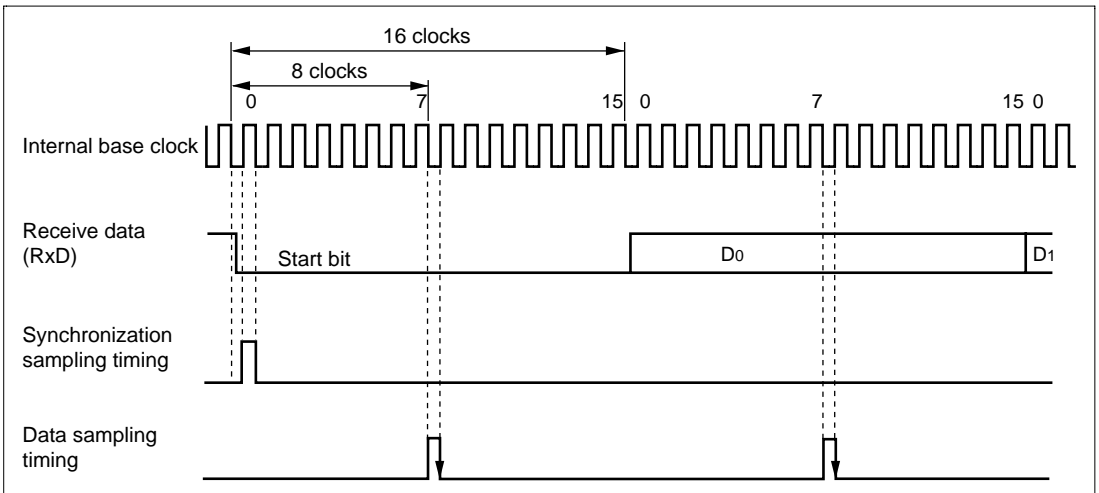 16 clocks
8 clocks
0 7 15 0 7 15 0
Internal base clock
Receive data
(RxD)
Start bit
D0
D1
Synchronization
sampling timing
Data sampling
timing